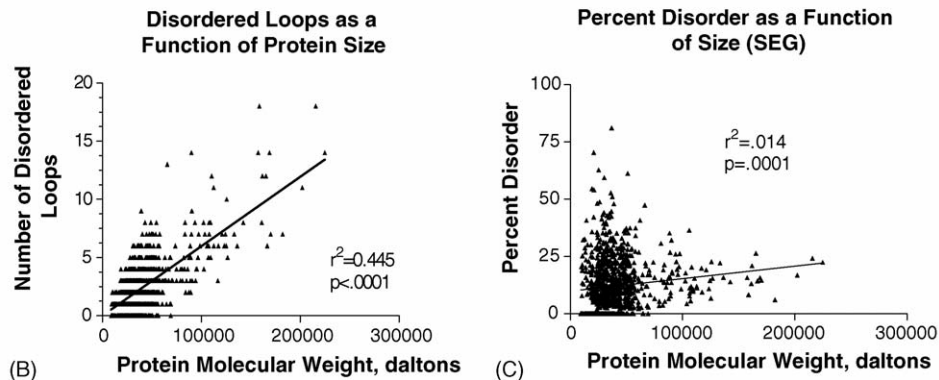 Disordered Loops as a
Function of Protein Size
20
15
10
5
0
Number of Disordered
Loops
r²=0.445
p<.0001
0
100000
200000
300000
(B)
Protein Molecular Weight, daltons
Percent Disorder as a Function
of Size (SEG)
100
75
50
25
0
Percent Disorder
r²=.014
p=.0001
0
100000
200000
300000
(C)
Protein Molecular Weight, daltons